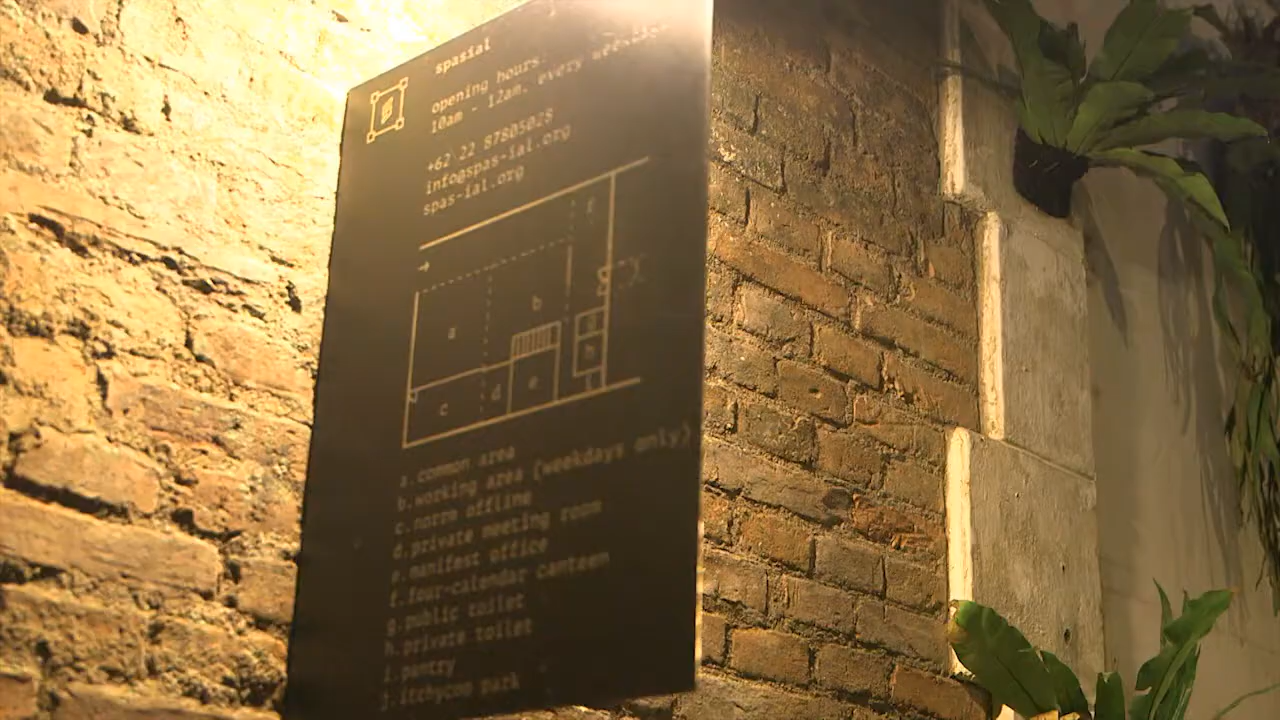 spasial
opening hours:
10am - 12am, every
+62 22 87805028
info@spas-ial.org
spas-ial.org
f
g
a
b
h
c
d
e
i
a.common area
b.working area (weekdays only)
c.norm offline
d.private meeting room
e.manifest office
f.four-calendar canteen
g.public toilet
h.private toilet
i.pantry
j.itchycoo park